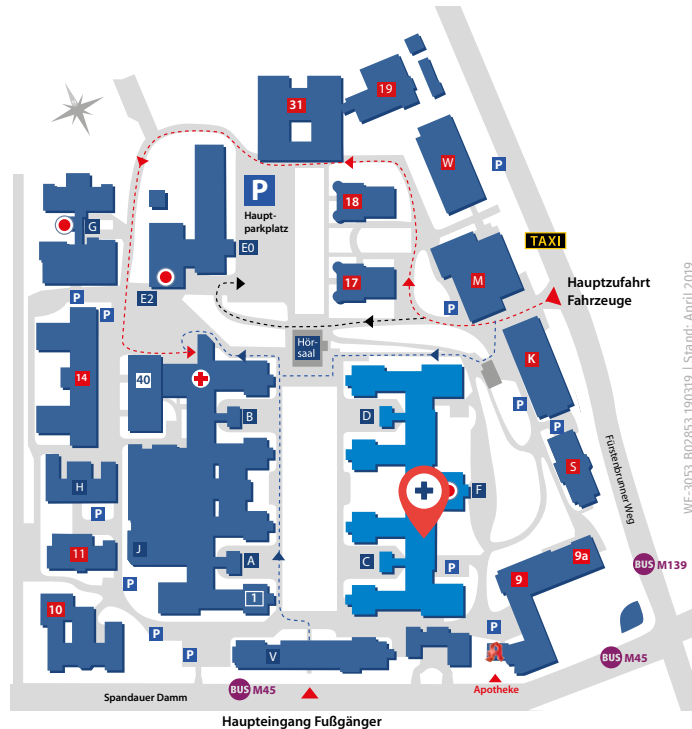 31
19
W
P
18
P
Haupt-
parkplatz
G
E0
TAXI
17
M
Hauptzufahrt
Fahrzeuge
E2
P
P
P
Hör-
saal
K
14
40
P
B
D
P
S
Fürstenbrunner Weg
H
F
P
J
11
A
C
P
9a
9
BUS M139
P
1
10
P
P
P
V
A
BUS M45
Apotheke
Spandauer Damm
BUS M45
Haupteingang Fußgänger
WE-3053_B02853_190319 | Stand: April 2019